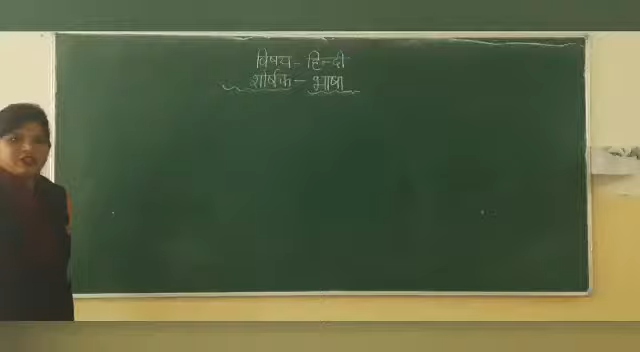 विषय - हिन्दी
शीर्षक - भाषा